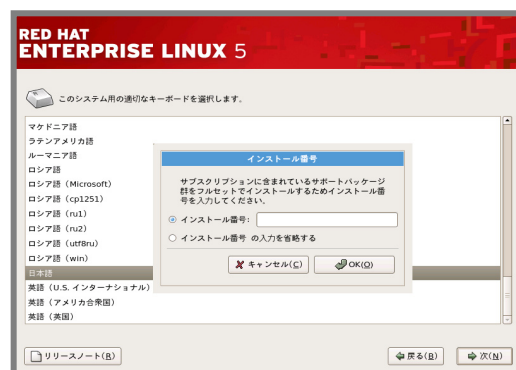 RED HAT
ENTERPRISE LINUX 5
このシステム用の適切なキーボードを選択します。
マケドニア語
ラテンアメリカ語
ルーマニア語
ロシア語
ロシア語 (Microsoft)
ロシア語 (cp1251)
ロシア語 (ru1)
ロシア語 (ru2)
ロシア語 (utf8ru)
ロシア語 (win)
日本語
英語 (U.S. インターナショナル)
英語 (アメリカ合衆国)
英語 (英国)
インストール番号
サブスクリプションに含まれているサポートパッケージ
群をフルセットでインストールするためインストール番
号を入力してください。
インストール番号:
インストール番号 の入力を省略する
キャンセル(C)
OK(O)
リリースノート(R)
戻る(B)
次(N)